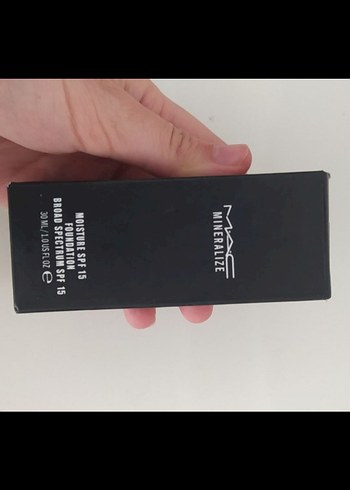 MAC
MINERALIZE
MOISTURE SPF 15
FOUNDATION
BROAD SPECTRUM SPF 15
30 ML / 1.0 US FL OZ ℮